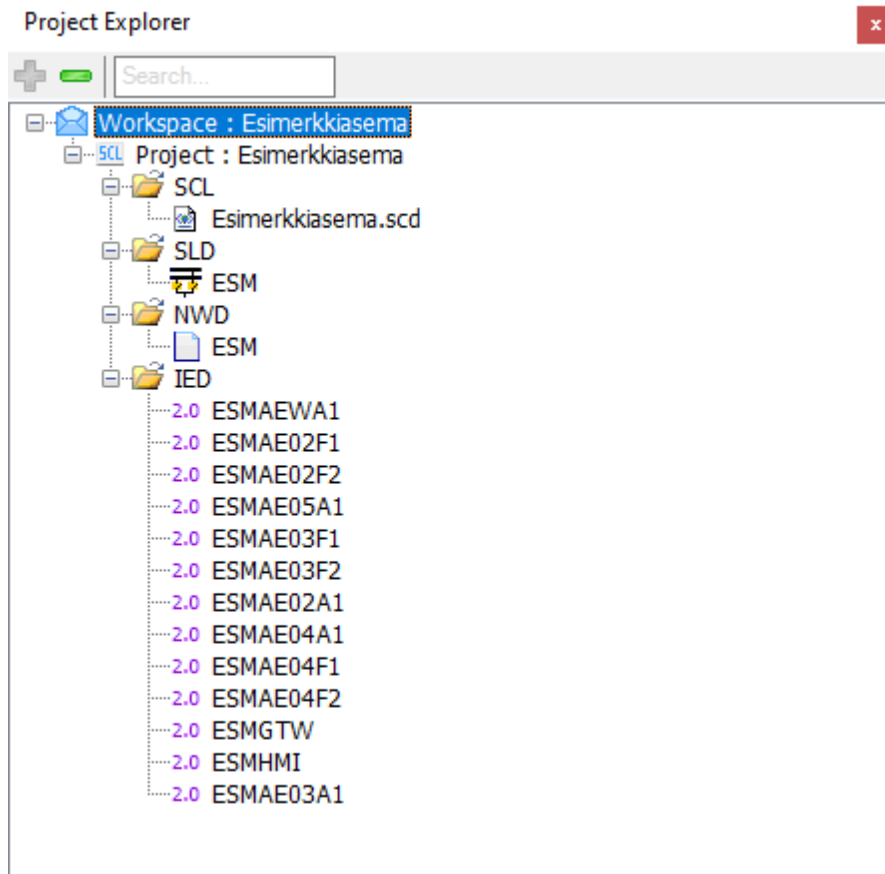 Project Explorer
x
Search...
Workspace : Esimerkkiasema
SCL Project : Esimerkkiasema
SCL
Esimerkkiasema.scd
SLD
ESM
NWD
ESM
IED
2.0 ESMAEWA1
2.0 ESMAE02F1
2.0 ESMAE02F2
2.0 ESMAE05A1
2.0 ESMAE03F1
2.0 ESMAE03F2
2.0 ESMAE02A1
2.0 ESMAE04A1
2.0 ESMAE04F1
2.0 ESMAE04F2
2.0 ESMGTW
2.0 ESMHMI
2.0 ESMAE03A1